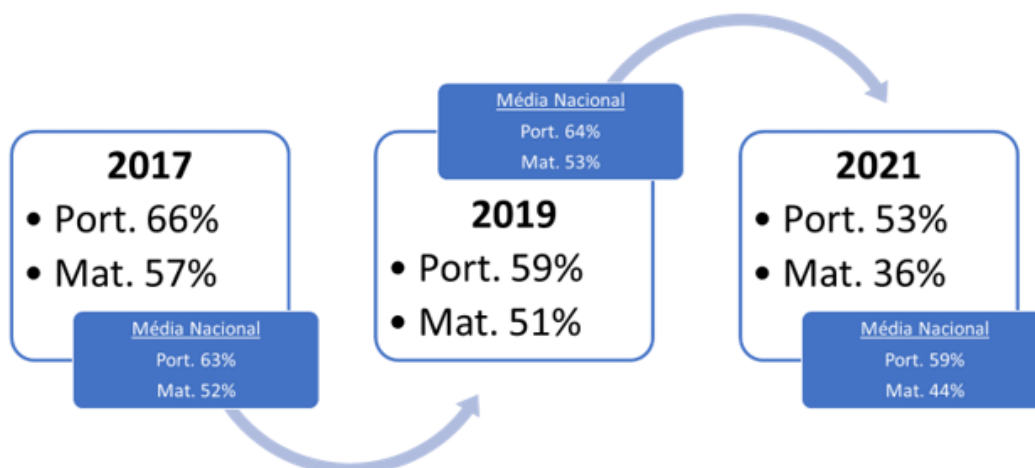 2017
• Port. 66%
• Mat. 57%
Média Nacional
Port. 63%
Mat. 52%
Média Nacional
Port. 64%
Mat. 53%
2019
• Port. 59%
• Mat. 51%
2021
• Port. 53%
• Mat. 36%
Média Nacional
Port. 59%
Mat. 44%